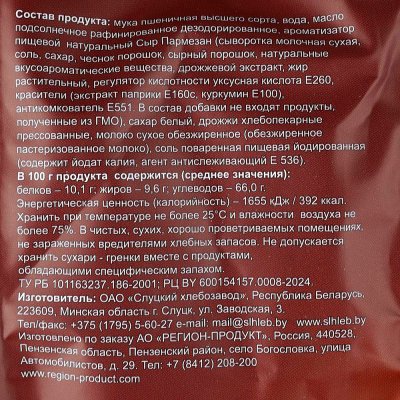 Состав продукта: мука пшеничная высшего сорта, вода, масло
подсолнечное рафинированное дезодорированное, ароматизатор
пищевой натуральный Сыр Пармезан (сыворотка молочная сухая,
соль, сахар, чеснок порошок, сырный порошок, натуральные
вкусоароматические вещества, дрожжевой экстракт, жир
растительный, регулятор кислотности уксусная кислота Е260,
красители (экстракт паприки Е160с, куркумин Е100),
антикомкователь Е551. В состав добавки не входят продукты,
полученные из ГМО), сахар белый, дрожжи хлебопекарные
прессованные, молоко сухое обезжиренное (обезжиренное
пастеризованное молоко), соль поваренная пищевая йодированная
(содержит йодат калия, агент антислеживающий Е 536).
В 100 г продукта содержится (среднее значения):
белков – 10,1 г; жиров – 9,6 г; углеводов – 66,0 г.
Энергетическая ценность (калорийность) – 1655 кДж / 392 ккал.
Хранить при температуре не более 25°С и влажности воздуха не
более 75%. В чистых, сухих, хорошо проветриваемых помещениях,
не зараженных вредителями хлебных запасов. Не допускается
хранить сухари - гренки вместе с продуктами,
обладающими специфическим запахом.
ТУ РБ 101163237.186-2001; РЦ BY 600154157.0008-2024
Изготовитель: ОАО «Слуцкий хлебозавод», Республика Беларусь,
223609, Минская область г. Слуцк, ул. Заводская, 3.
Тел/факс: +375 (1795) 5-60-27 e-mail: mail@slhleb.by www.slhleb.by
Изготовлено по заказу АО «РЕГИОН-ПРОДУКТ», Россия, 440528,
Пензенская область, Пензенский район, село Богословка, улица
Автомобилистов, д. 29. Тел: +7 (8412) 208-200
www.region-product.com